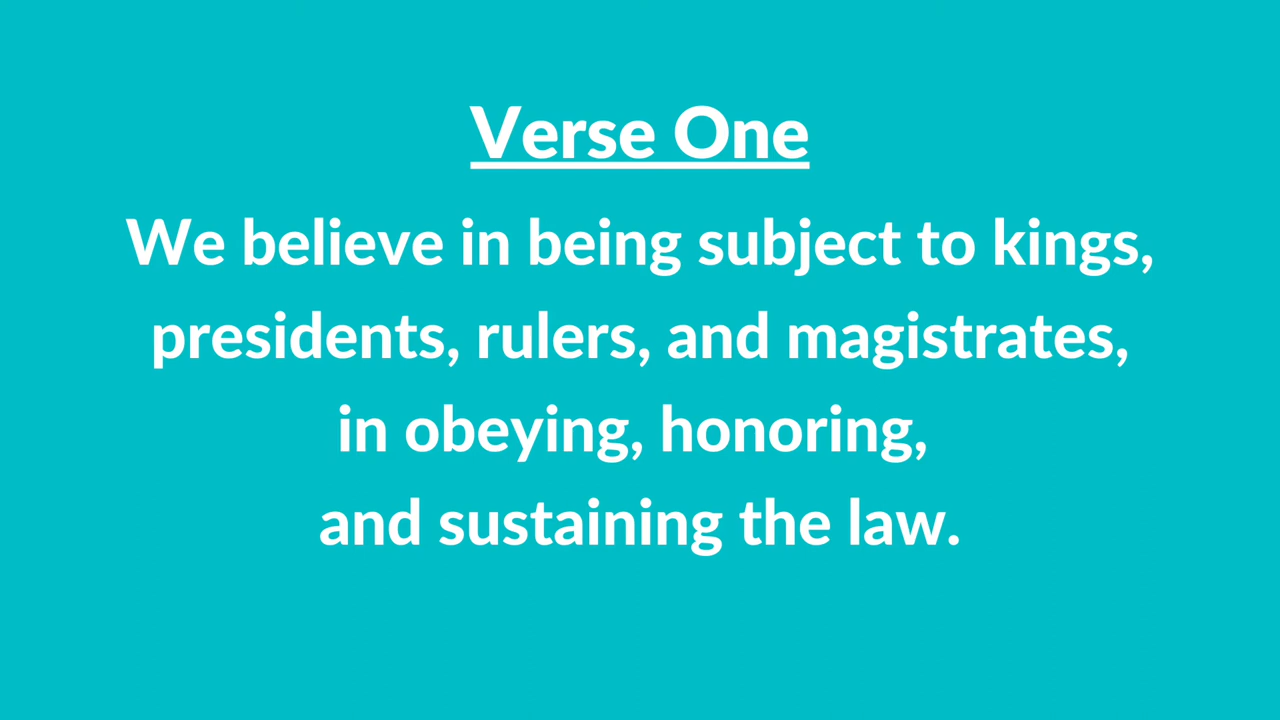 Verse One
We believe in being subject to kings,
presidents, rulers, and magistrates,
in obeying, honoring,
and sustaining the law.